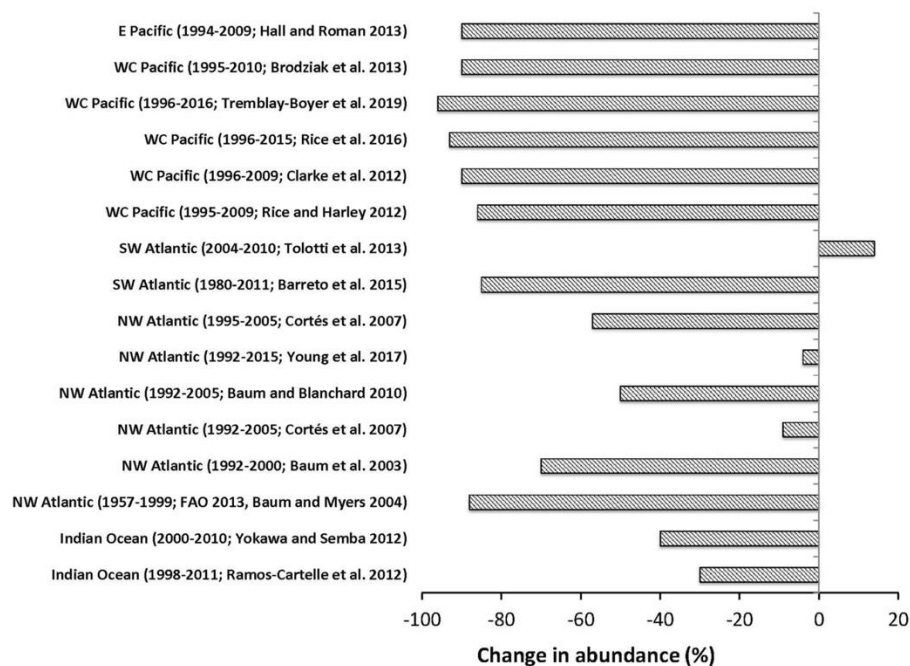 E Pacific (1994-2009; Hall and Roman 2013)
WC Pacific (1995-2010; Brodziak et al. 2013)
WC Pacific (1996-2016; Tremblay-Boyer et al. 2019)
WC Pacific (1996-2015; Rice et al. 2016)
WC Pacific (1996-2009; Clarke et al. 2012)
WC Pacific (1995-2009; Rice and Harley 2012)
SW Atlantic (2004-2010; Tolotti et al. 2013)
SW Atlantic (1980-2011; Barreto et al. 2015)
NW Atlantic (1995-2005; Cortés et al. 2007)
NW Atlantic (1992-2015; Young et al. 2017)
NW Atlantic (1992-2005; Baum and Blanchard 2010)
NW Atlantic (1992-2005; Cortés et al. 2007)
NW Atlantic (1992-2000; Baum et al. 2003)
NW Atlantic (1957-1999; FAO 2013, Baum and Myers 2004)
Indian Ocean (2000-2010; Yokawa and Semba 2012)
Indian Ocean (1998-2011; Ramos-Cartelle et al. 2012)
-100 -80 -60 -40 -20 0 20
Change in abundance (%)